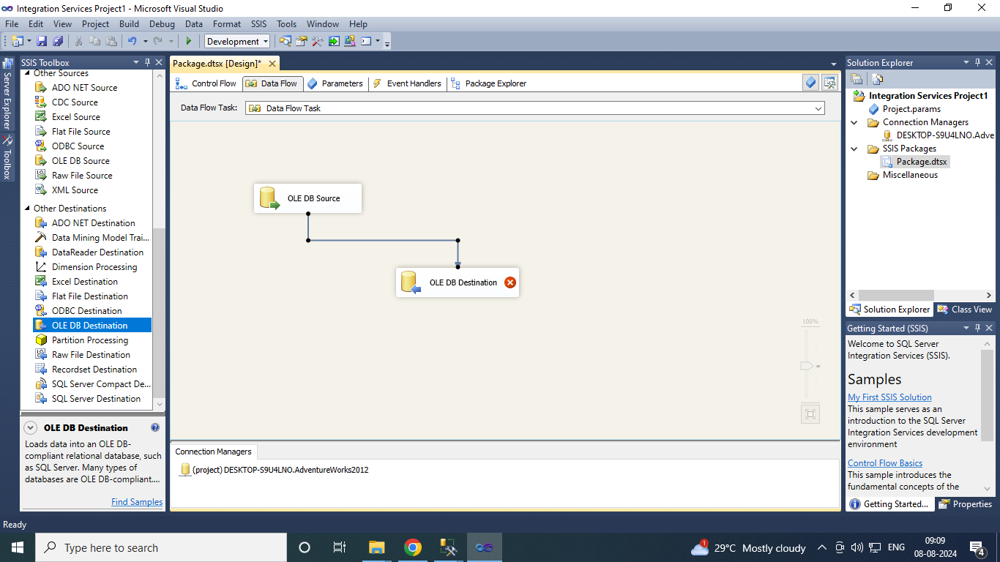 Integration Services Project1 - Microsoft Visual Studio
File Edit View Project Build Debug Data Format SSIS Tools Window Help
Development
Server Explorer
Toolbox
SSIS Toolbox
Other Sources
ADO NET Source
CDC Source
Excel Source
Flat File Source
ODBC Source
OLE DB Source
Raw File Source
XML Source
Other Destinations
ADO NET Destination
Data Mining Model Trai...
DataReader Destination
Dimension Processing
Excel Destination
Flat File Destination
ODBC Destination
OLE DB Destination
Partition Processing
Raw File Destination
Recordset Destination
SQL Server Compact De...
SQL Server Destination
OLE DB Destination
Loads data into an OLE DB-
compliant relational database, such
as SQL Server. Many types of
databases are OLE DB-compliant....
Find Samples
Package.dtsx [Design]*
Control Flow Data Flow Parameters Event Handlers Package Explorer
Data Flow Task: Data Flow Task
OLE DB Source
OLE DB Destination
100%
Connection Managers
(project) DESKTOP-S9U4LNO.AdventureWorks2012
Solution Explorer
Integration Services Project1
Project.params
Connection Managers
DESKTOP-S9U4LNO.Adve
SSIS Packages
Package.dtsx
Miscellaneous
Solution Explorer Class View
Getting Started (SSIS)
Welcome to SQL Server
Integration Services (SSIS).
Samples
My First SSIS Solution
This sample serves as an
introduction to the SQL Server
Integration Services development
environment
Control Flow Basics
This sample introduces the
fundamental concepts of the
Getting Started... Properties
Ready
Type here to search
1
29°C Mostly cloudy
ENG
09:09
08-08-2024
4